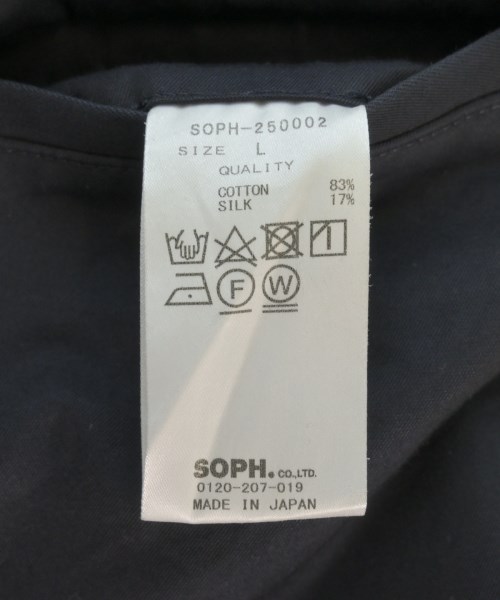 SOPH-250002
SIZE L
QUALITY
COTTON 83%
SILK 17%
F W
SOPH. CO.,LTD.
0120-207-019
MADE IN JAPAN